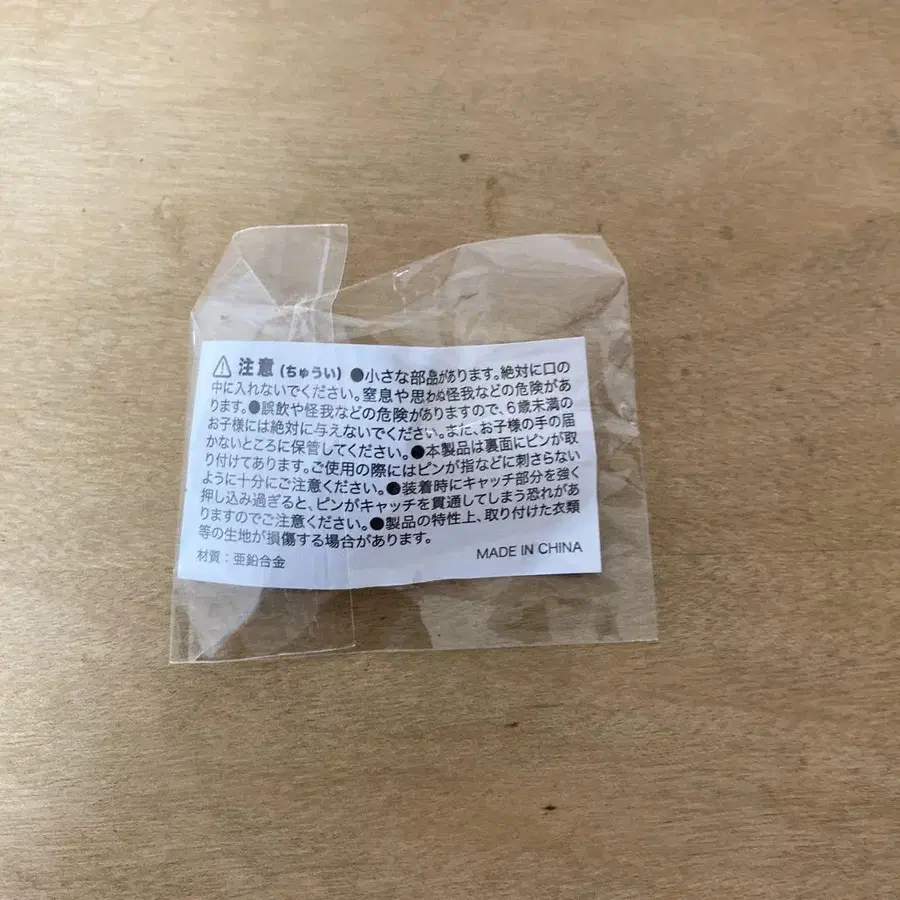 ⚠ 注意(ちゅうい)●小さな部品があります。絶対に口の
中に入れないでください。窒息や思わぬ怪我などの危険があ
ります。●誤飲や怪我などの危険がありますので、6歳未満の
お子様には絶対に与えないでください。また、お子様の手の届
かないところに保管してください。●本製品は裏面にピンが取
り付けてあります。ご使用の際にはピンが指などに刺さらない
ように十分にご注意ください。●装着時にキャッチ部分を強く
押し込み過ぎると、ピンがキャッチを貫通してしまう恐れがあ
りますのでご注意ください。●製品の特性上、取り付けた衣類
等の生地が損傷する場合があります。
材質：亜鉛合金 MADE IN CHINA